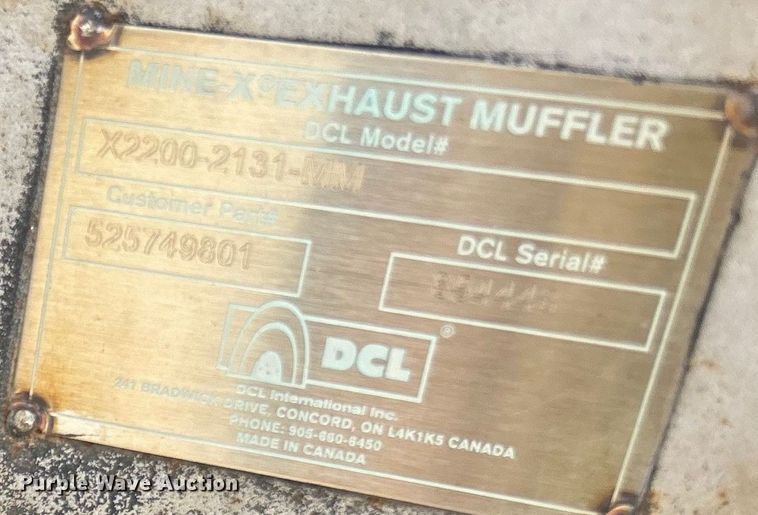 MINE-X® EXHAUST MUFFLER
DCL Model#
X2200-2131-MM
Customer Part#
525749801
DCL Serial#
DCL ®
DCL International Inc.
241 BRADWICK DRIVE, CONCORD, ON L4K1K5 CANADA
PHONE: 905-660-6450
MADE IN CANADA
Purple Wave Auction